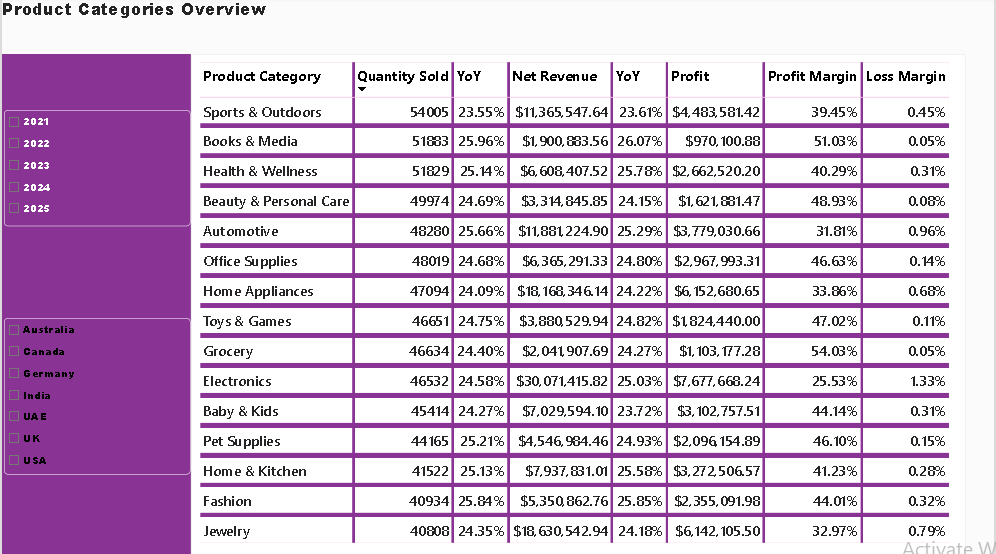 Product Categories Overview
2021
2022
2023
2024
2025
Australia
Canada
Germany
India
UAE
UK
USA
Product Category Quantity Sold YoY Net Revenue YoY Profit Profit Margin Loss Margin
Sports & Outdoors 54005 23.55% $11,365,547.64 23.61% $4,483,581.42 39.45% 0.45%
Books & Media 51883 25.96% $1,900,883.56 26.07% $970,100.88 51.03% 0.05%
Health & Wellness 51829 25.14% $6,608,407.52 25.78% $2,662,520.20 40.29% 0.31%
Beauty & Personal Care 49974 24.69% $3,314,845.85 24.15% $1,621,881.47 48.93% 0.08%
Automotive 48280 25.66% $11,881,224.90 25.29% $3,779,030.66 31.81% 0.96%
Office Supplies 48019 24.68% $6,365,291.33 24.80% $2,967,993.31 46.63% 0.14%
Home Appliances 47094 24.09% $18,168,346.14 24.22% $6,152,680.65 33.86% 0.68%
Toys & Games 46651 24.75% $3,880,529.94 24.82% $1,824,440.00 47.02% 0.11%
Grocery 46634 24.40% $2,041,907.69 24.27% $1,103,177.28 54.03% 0.05%
Electronics 46532 24.58% $30,071,415.82 25.03% $7,677,668.24 25.53% 1.33%
Baby & Kids 45414 24.27% $7,029,594.10 23.72% $3,102,757.51 44.14% 0.31%
Pet Supplies 44165 25.21% $4,546,984.46 24.93% $2,096,154.89 46.10% 0.15%
Home & Kitchen 41522 25.13% $7,937,831.01 25.58% $3,272,506.57 41.23% 0.28%
Fashion 40934 25.84% $5,350,862.76 25.85% $2,355,091.98 44.01% 0.32%
Jewelry 40808 24.35% $18,630,542.94 24.18% $6,142,105.50 32.97% 0.79%
Activate W